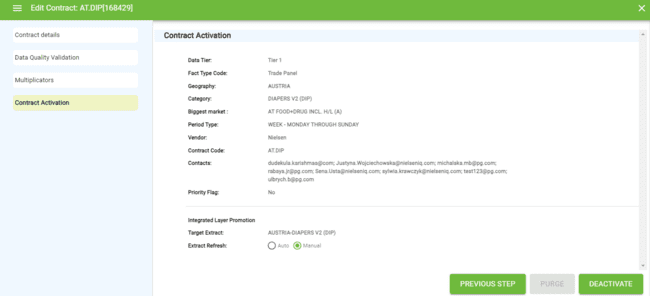 Edit Contract: AT.DIP[168429]
Contract details
Data Quality Validation
Multiplicators
Contract Activation
Contract Activation
Data Tier: Tier 1
Fact Type Code: Trade Panel
Geography: AUSTRIA
Category: DIAPERS V2 (DIP)
Biggest market : AT FOOD+DRUG INCL. H/L (A)
Period Type: WEEK - MONDAY THROUGH SUNDAY
Vendor: Nielsen
Contract Code: AT.DIP
Contacts: dudekula.karishmaa@com; Justyna.Wojciechowska@nielseniq.com; michalska.mb@pg.com;
rabaya.jr@pg.com; Sena.Usta@nielseniq.com; sylwia.krawczyk@nielseniq.com; test123@pg.com;
ulbrych.b@pg.com
Priority Flag: No
Integrated Layer Promotion
Target Extract: AUSTRIA-DIAPERS V2 (DIP)
Extract Refresh: Auto Manual
PREVIOUS STEP PURGE DEACTIVATE